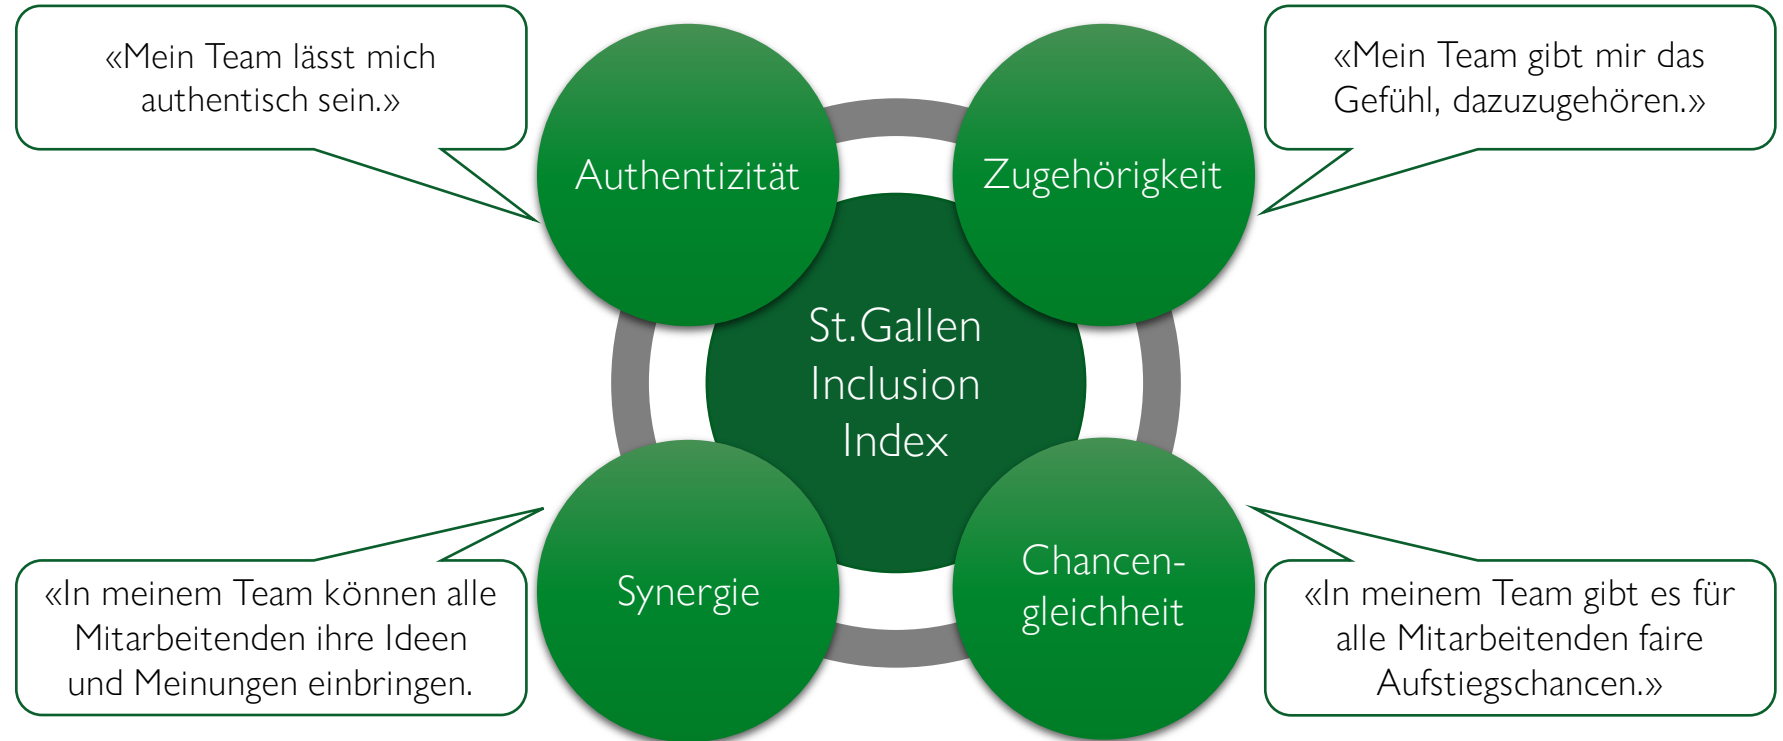 «Mein Team lässt mich
authentisch sein.»
Authentizität
Zugehörigkeit
«Mein Team gibt mir das
Gefühl, dazuzugehören.»
St.Gallen
Inclusion
Index
«In meinem Team können alle
Mitarbeitenden ihre Ideen
und Meinungen einbringen.
Synergie
Chancen-
gleichheit
«In meinem Team gibt es für
alle Mitarbeitenden faire
Aufstiegschancen.»